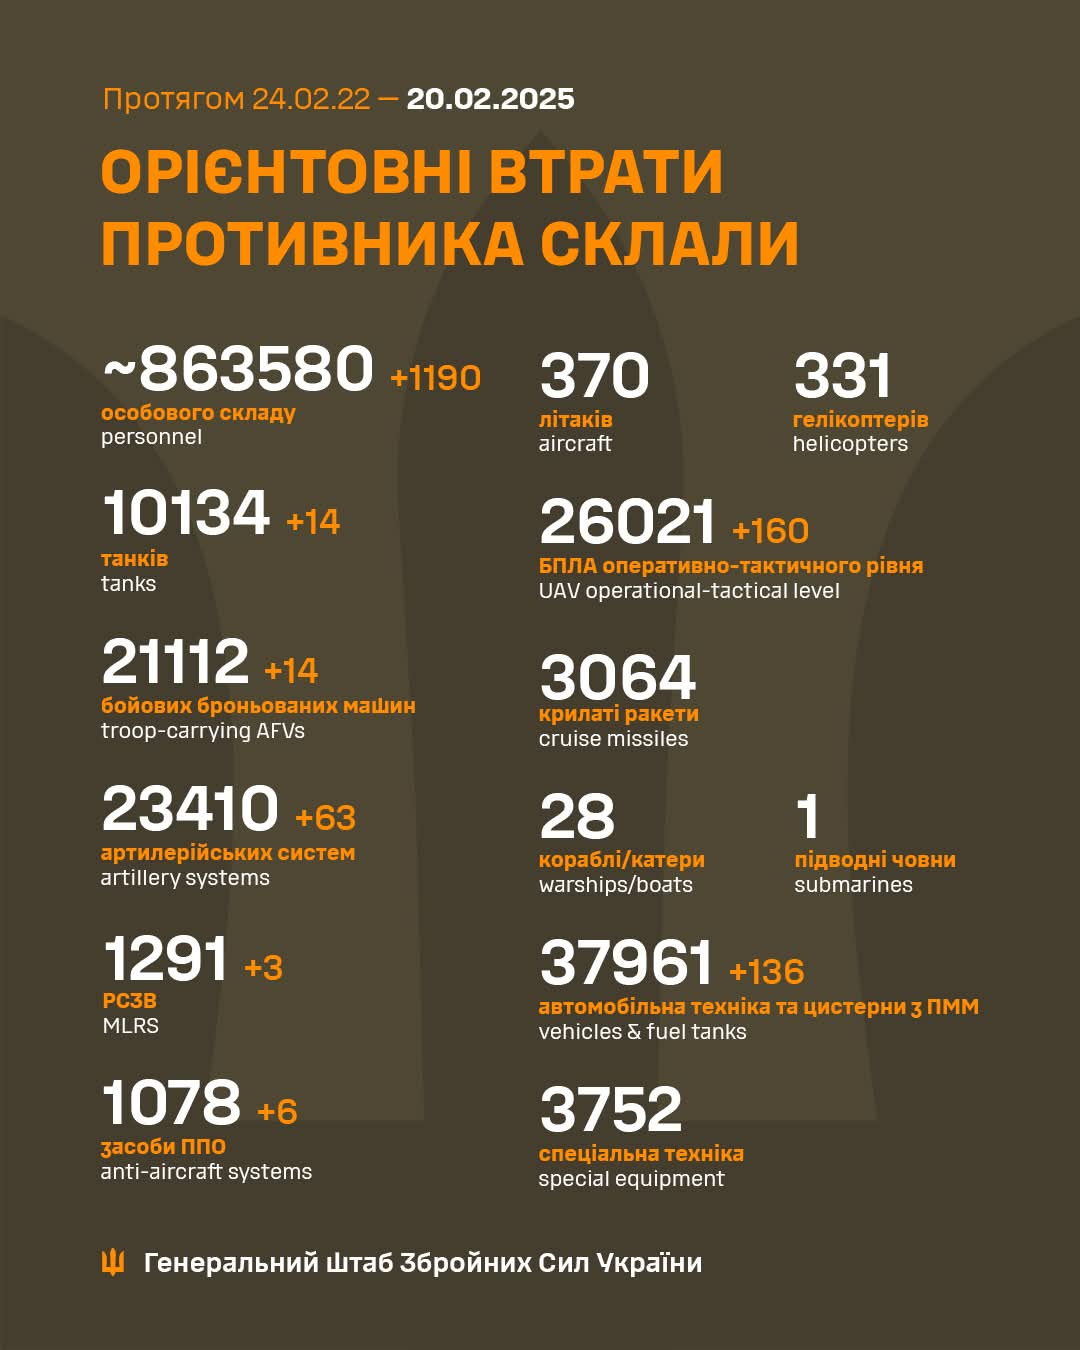 Протягом 24.02.22 — 20.02.2025
ОРІЄНТОВНІ ВТРАТИ
ПРОТИВНИКА СКЛАЛИ
~863580 +1190
особового складу
personnel
10134 +14
танків
tanks
21112 +14
бойових броньованих машин
troop-carrying AFVs
23410 +63
артилерійських систем
artillery systems
1291 +3
РСЗВ
MLRS
1078 +6
засоби ППО
anti-aircraft systems
370
літаків
aircraft
331
гелікоптерів
helicopters
26021 +160
БПЛА оперативно-тактичного рівня
UAV operational-tactical level
3064
крилаті ракети
cruise missiles
28
кораблі/катери
warships/boats
1
підводні човни
submarines
37961 +136
автомобільна техніка та цистерни з ПММ
vehicles & fuel tanks
3752
спеціальна техніка
special equipment
Генеральний штаб Збройних Сил України